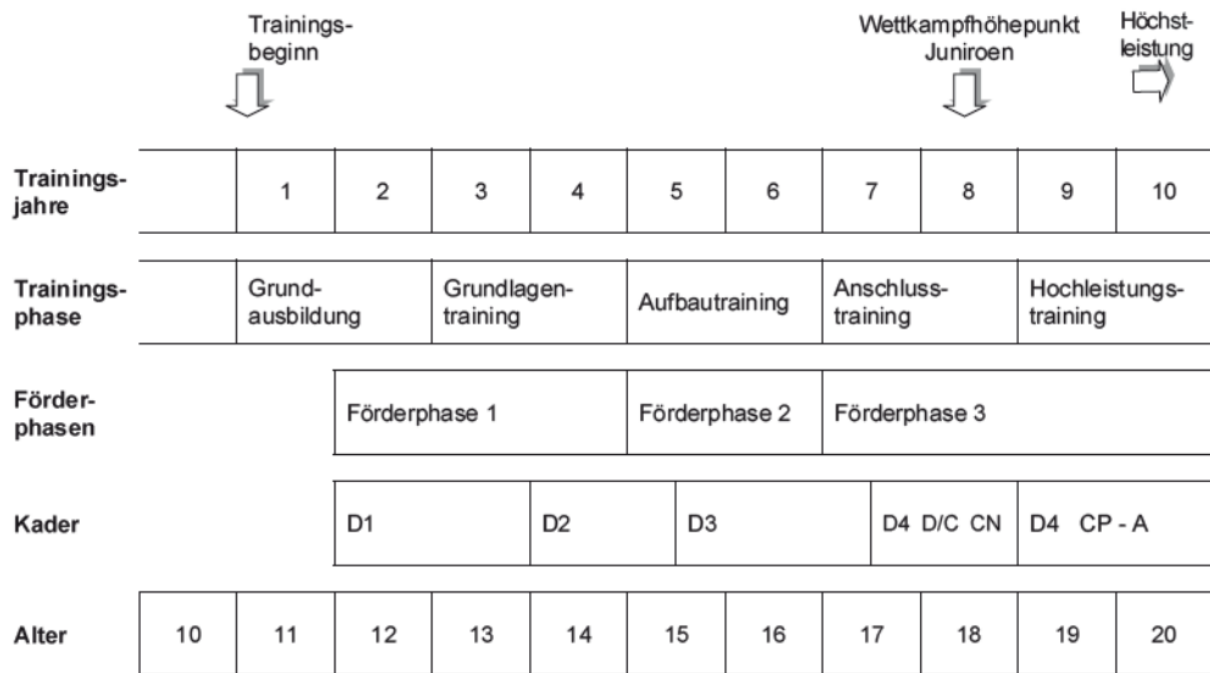 Trainings-
beginn
Wettkampfhöhepunkt
Juniroen
Höchst-
leistung
Trainings-
jahre
1 2 3 4 5 6 7 8 9 10
Trainings-
phase
Grund-
ausbildung
Grundlagen-
training
Aufbautraining
Anschluss-
training
Hochleistungs-
training
Förder-
phasen
Förderphase 1
Förderphase 2
Förderphase 3
Kader
D1 D2 D3 D4 D/C CN D4 CP - A
Alter
10 11 12 13 14 15 16 17 18 19 20